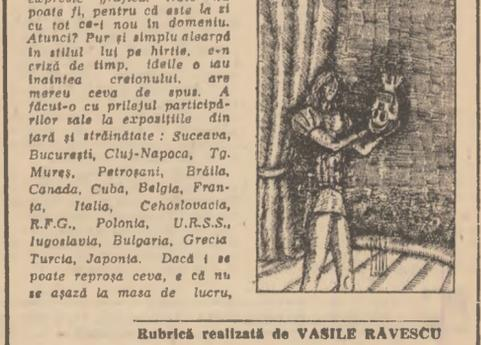 poate fi, pentru că este la zi
cu tot ce-i nou în domeniu.
Atunci? Pur și simplu aleargă
în stilul lui pe hîrtie, e-n
criză de timp, ideile o iau
înaintea creionului, are
mereu ceva de spus. A
făcut-o cu prilejul participă-
rilor sale la expozițiile din
țară și străinătate: Suceava,
București, Cluj-Napoca, Tg.
Mureș, Petroșani, Brăila,
Canada, Cuba, Belgia, Fran-
ța, Italia, Cehoslovacia,
R.F.G., Polonia, U.R.S.S.,
Iugoslavia, Bulgaria, Grecia
Turcia, Japonia. Dacă i se
poate reproșa ceva, e că nu
se așază la masa de lucru,
Rubrică realizată de VASILE RĂVESCU